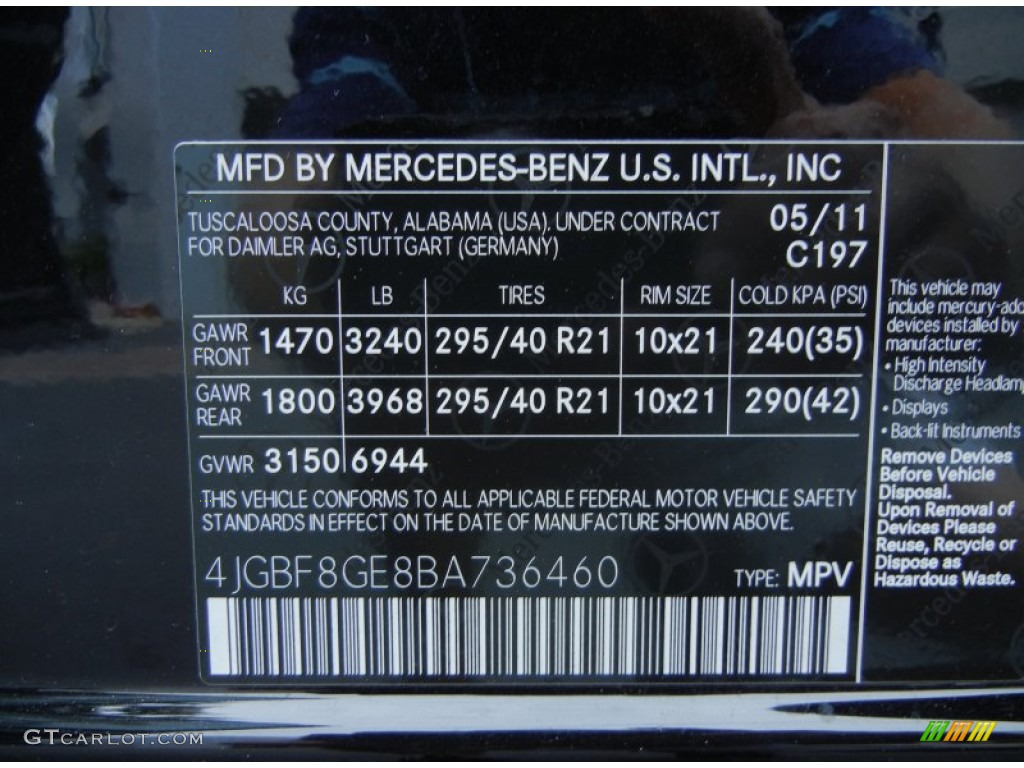 MFD BY MERCEDES-BENZ U.S. INTL., INC
TUSCALOOSA COUNTY, ALABAMA (USA). UNDER CONTRACT
FOR DAIMLER AG, STUTTGART (GERMANY)
05/11
C197
KG LB TIRES RIM SIZE COLD KPA (PSI)
GAWR FRONT 1470 3240 295/40 R21 10x21 240(35)
GAWR REAR 1800 3968 295/40 R21 10x21 290(42)
GVWR 3150 6944
THIS VEHICLE CONFORMS TO ALL APPLICABLE FEDERAL MOTOR VEHICLE SAFETY
STANDARDS IN EFFECT ON THE DATE OF MANUFACTURE SHOWN ABOVE.
4JGBF8GE8BA736460 TYPE: MPV
This vehicle may
include mercury-add
devices installed by
manufacturer:
• High Intensity
Discharge Headlam
• Displays
• Back-lit Instruments
Remove Devices
Before Vehicle
Disposal.
Upon Removal of
Devices Please
Reuse, Recycle or
Dispose as
Hazardous Waste.
GTCARLOT.COM